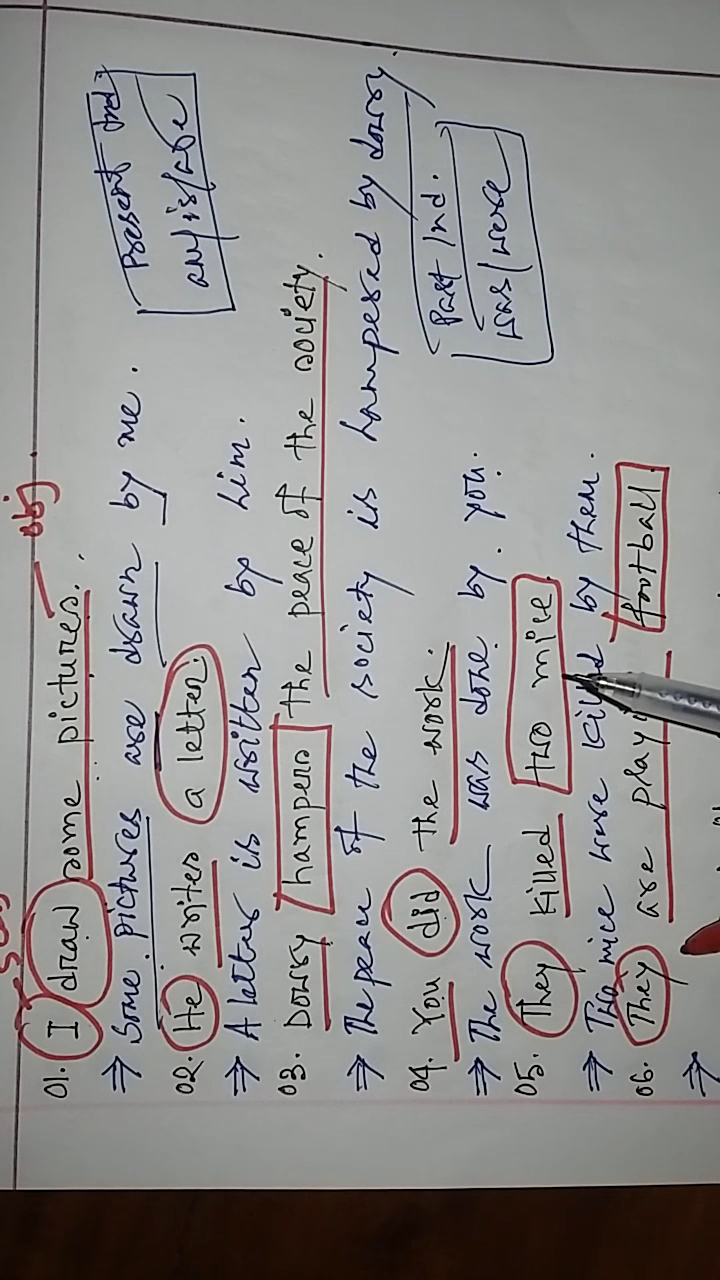 obj.
01. I draw some pictures.
⇒ Some pictures are drawn by me.
Present Ind.
am/is/are
02. He writes a letter.
⇒ A letter is written by him.
03. Dowry hampers the peace of the society.
⇒ The peace of the society is hampered by dowry.
04. You did the work.
Past Ind.
was/were
⇒ The work was done by you.
05. They killed two mice.
⇒ Two mice were killed by them.
06. They are football.
⇒